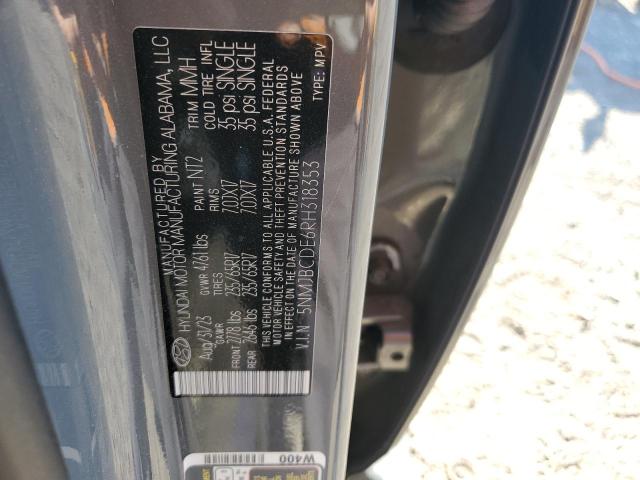 MANUFACTURED BY
HYUNDAI MOTOR MANUFACTURING ALABAMA, LLC
Aug/31/23 GVWR 4761 lbs PAINT NT2 TRIM MMH
GAWR TIRES RIMS COLD TIRE INFL
FRONT 2778 lbs 235/65R17 7.0JX17 35 psi SINGLE
REAR 2646 lbs 235/65R17 7.0JX17 35 psi SINGLE
THIS VEHICLE CONFORMS TO ALL APPLICABLE U.S.A. FEDERAL
MOTOR VEHICLE SAFETY AND THEFT PREVENTION STANDARDS
IN EFFECT ON THE DATE OF MANUFACTURE SHOWN ABOVE
V.I.N : 5NMJBCDE6RH318353 TYPE: MPV
W400